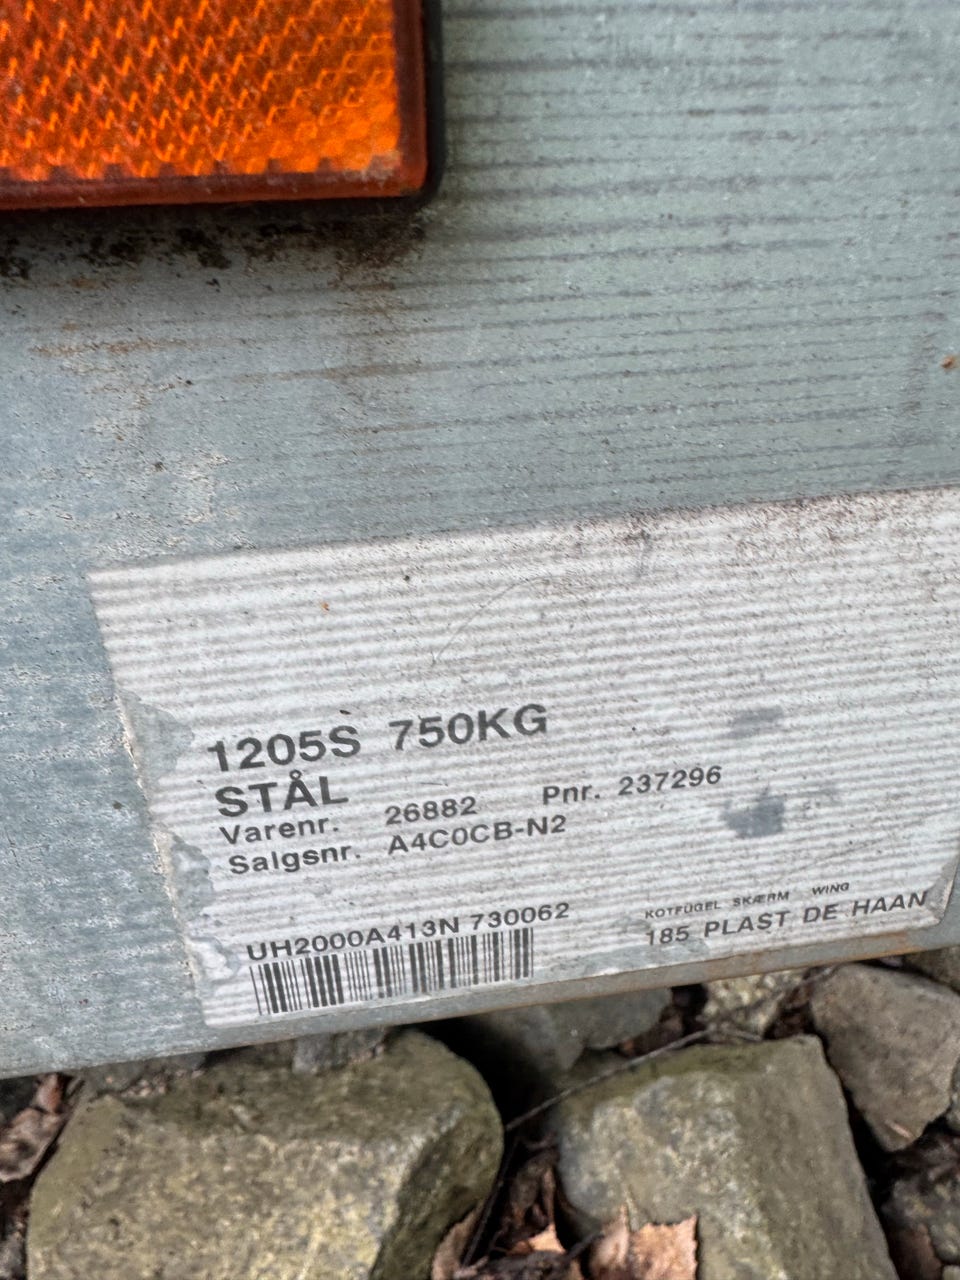 1205S 750KG
STÅL
Varenr. 26882 Pnr. 237296
Salgsnr. A4C0CB-N2
UH2000A413N 730062
KOTFÜGEL SKÆRM WING
185 PLAST DE HAAN